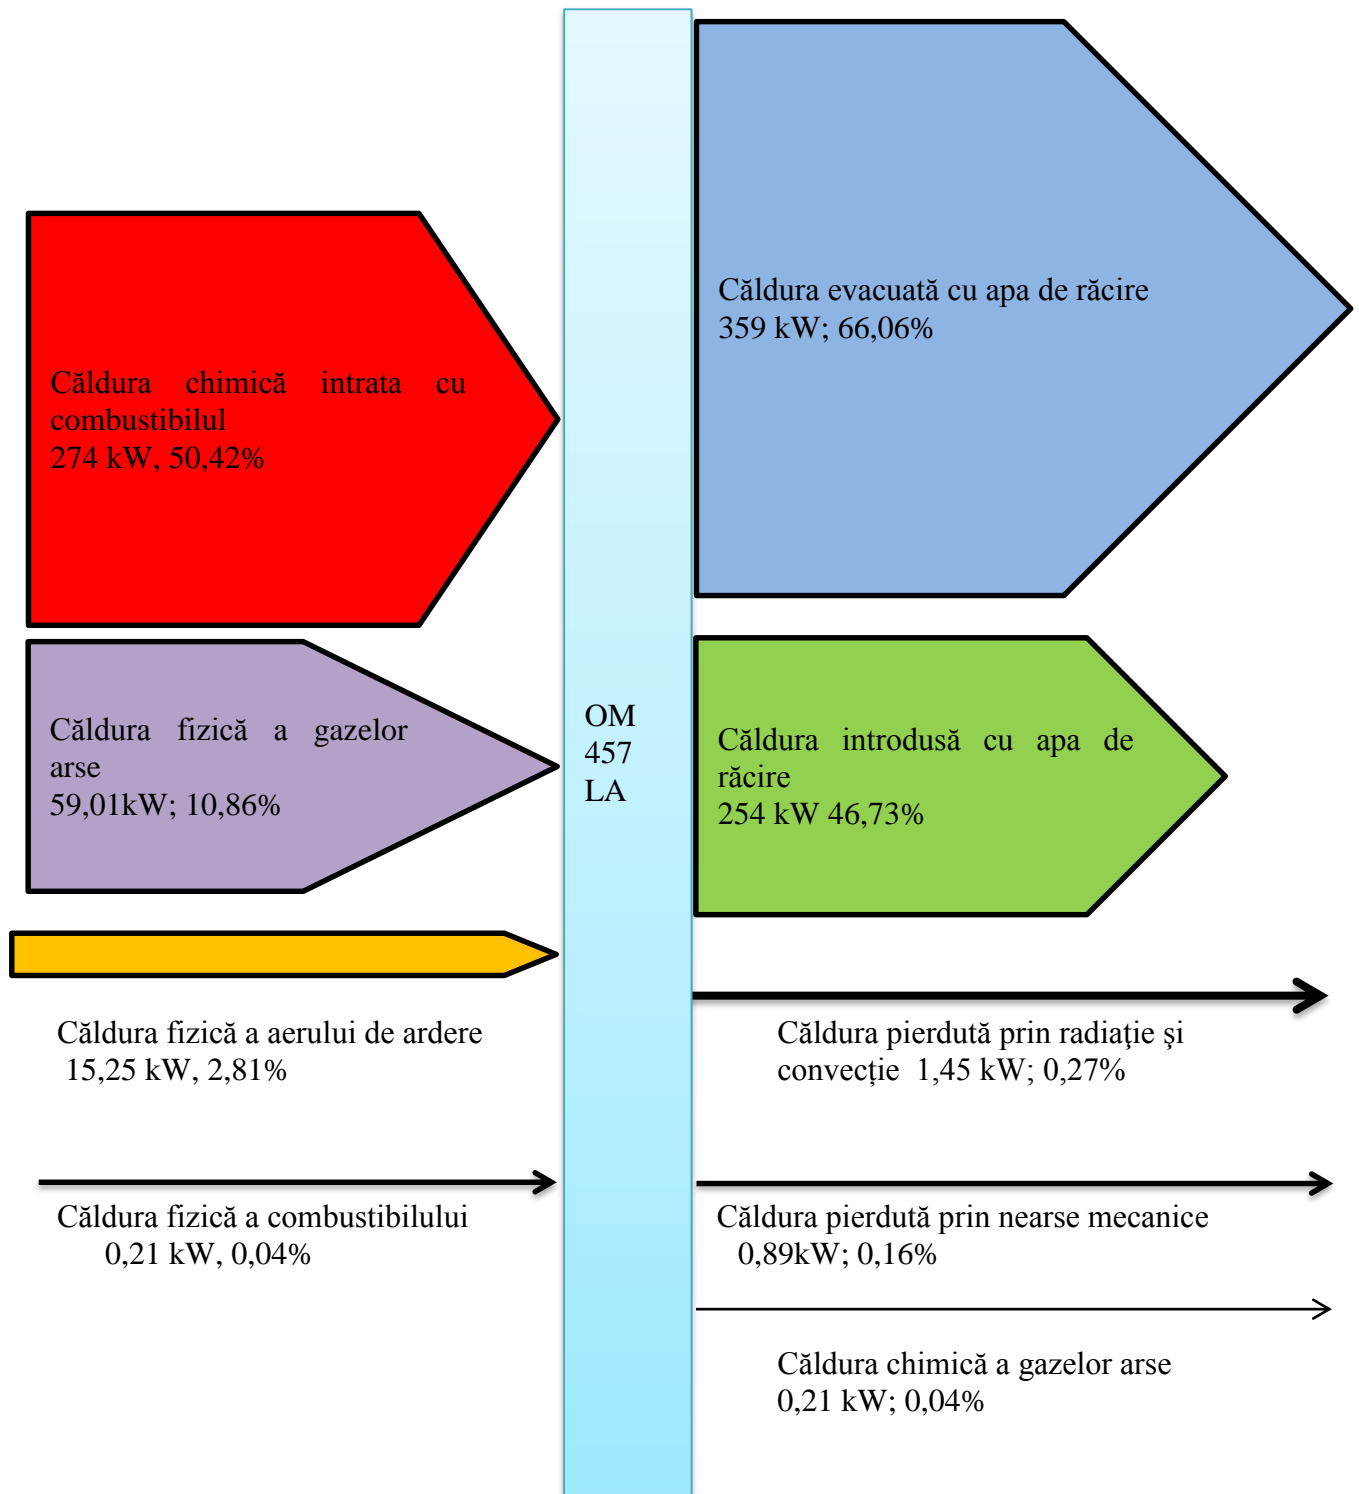 Căldura chimică intrata cu
combustibilul
274 kW, 50,42%
Căldura fizică a gazelor
arse
59,01kW; 10,86%
Căldura fizică a aerului de ardere
15,25 kW, 2,81%
Căldura fizică a combustibilului
0,21 kW, 0,04%
OM
457
LA
Căldura evacuată cu apa de răcire
359 kW; 66,06%
Căldura introdusă cu apa de
răcire
254 kW 46,73%
Căldura pierdută prin radiaţie şi
convecție 1,45 kW; 0,27%
Căldura pierdută prin nearse mecanice
0,89kW; 0,16%
Căldura chimică a gazelor arse
0,21 kW; 0,04%